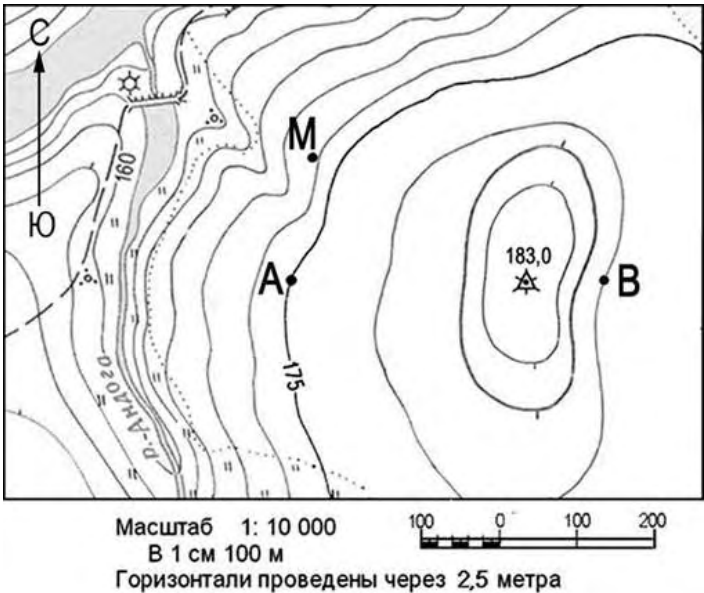 С
Ю
160
М
А
183,0
В
175
р. Андога
Масштаб 1: 10 000
В 1 см 100 м
100 0 100 200
Горизонтали проведены через 2,5 метра